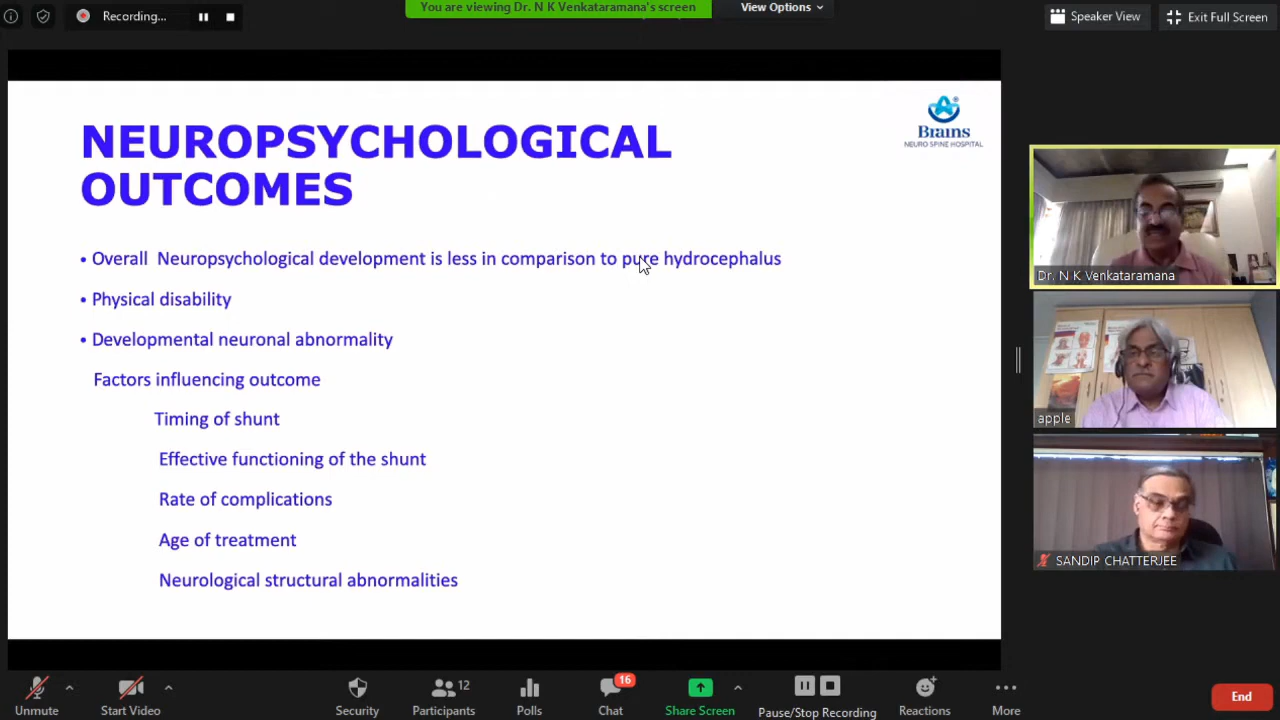 Recording...
You are viewing Dr. N K Venkataramana's screen
View Options
Speaker View
Exit Full Screen
NEUROPSYCHOLOGICAL
OUTCOMES
Brains
NEURO SPINE HOSPITAL
• Overall Neuropsychological development is less in comparison to pure hydrocephalus
• Physical disability
• Developmental neuronal abnormality
Factors influencing outcome
Timing of shunt
Effective functioning of the shunt
Rate of complications
Age of treatment
Neurological structural abnormalities
Dr. N K Venkataramana
apple
SANDIP CHATTERJEE
Unmute
Start Video
Security
12
Participants
Polls
16
Chat
Share Screen
Pause/Stop Recording
Reactions
More
End